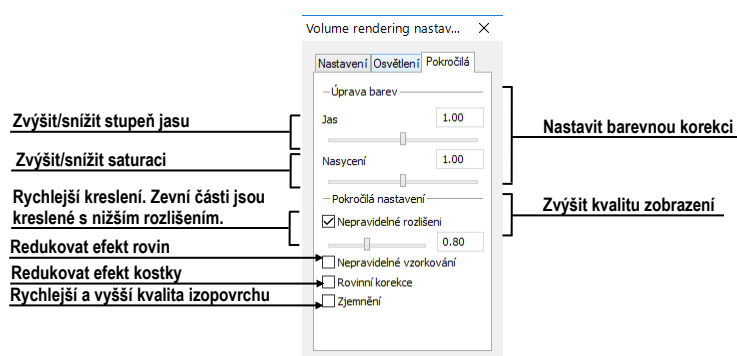 Volume rendering nastav...
Nastavení Osvětlení Pokročilá
Úprava barev
Jas 1.00
Nasycení 1.00
Pokročilá nastavení
Nepravidelné rozlišeni
0.80
Nepravidelné vzorkování
Rovinní korekce
Zjemnění
Zvýšit/snížit stupeň jasu
Zvýšit/snížit saturaci
Rychlejší kreslení. Zevní části jsou
kreslené s nižším rozlišením.
Redukovat efekt rovin
Redukovat efekt kostky
Rychlejší a vyšší kvalita izopovrchu
Nastavit barevnou korekci
Zvýšit kvalitu zobrazení